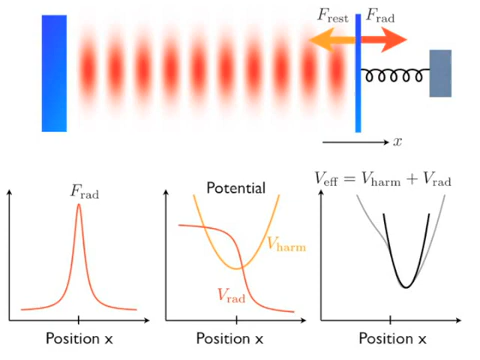 F_rest F_rad
x
F_rad
Position x
Potential
V_harm
V_rad
Position x
V_eff = V_harm + V_rad
Position x